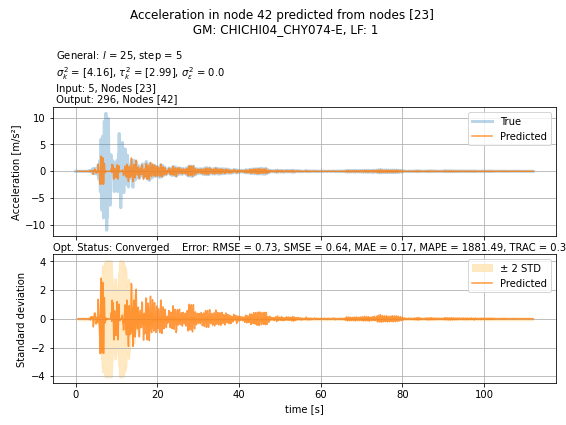 Acceleration in node 42 predicted from nodes [23]
GM: CHICHI04_CHY074-E, LF: 1
General: l = 25, step = 5
σ²ₖ = [4.16], τ²ₖ = [2.99], σ²ε = 0.0
Input: 5, Nodes [23]
Output: 296, Nodes [42]
10
5
0
−5
−10
Acceleration [m/s²]
True
Predicted
Opt. Status: Converged Error: RMSE = 0.73, SMSE = 0.64, MAE = 0.17, MAPE = 1881.49, TRAC = 0.3
4
2
0
−2
−4
Standard deviation
± 2 STD
Predicted
0 20 40 60 80 100
time [s]